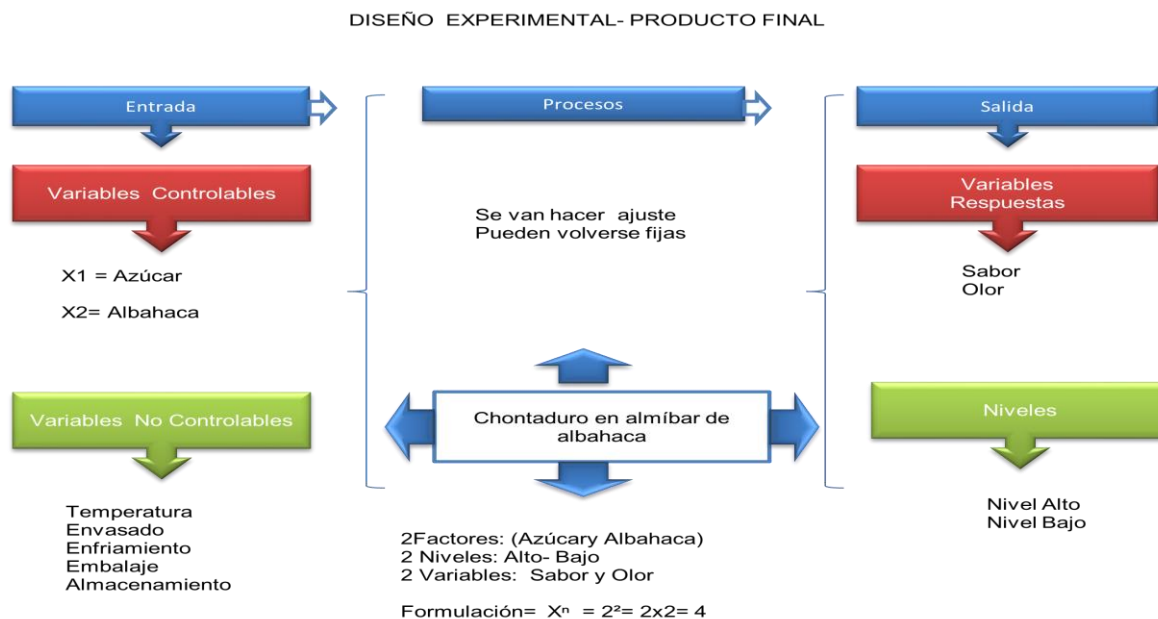 DISEÑO EXPERIMENTAL- PRODUCTO FINAL
Entrada
Variables Controlables
X1 = Azúcar
X2= Albahaca
Variables No Controlables
Temperatura
Envasado
Enfriamiento
Embalaje
Almacenamiento
Procesos
Se van hacer ajuste
Pueden volverse fijas
Chontaduro en almíbar de
albahaca
2Factores: (Azúcary Albahaca)
2 Niveles: Alto- Bajo
2 Variables: Sabor y Olor
Formulación= Xⁿ = 2²= 2x2= 4
Salida
Variables
Respuestas
Sabor
Olor
Niveles
Nivel Alto
Nivel Bajo